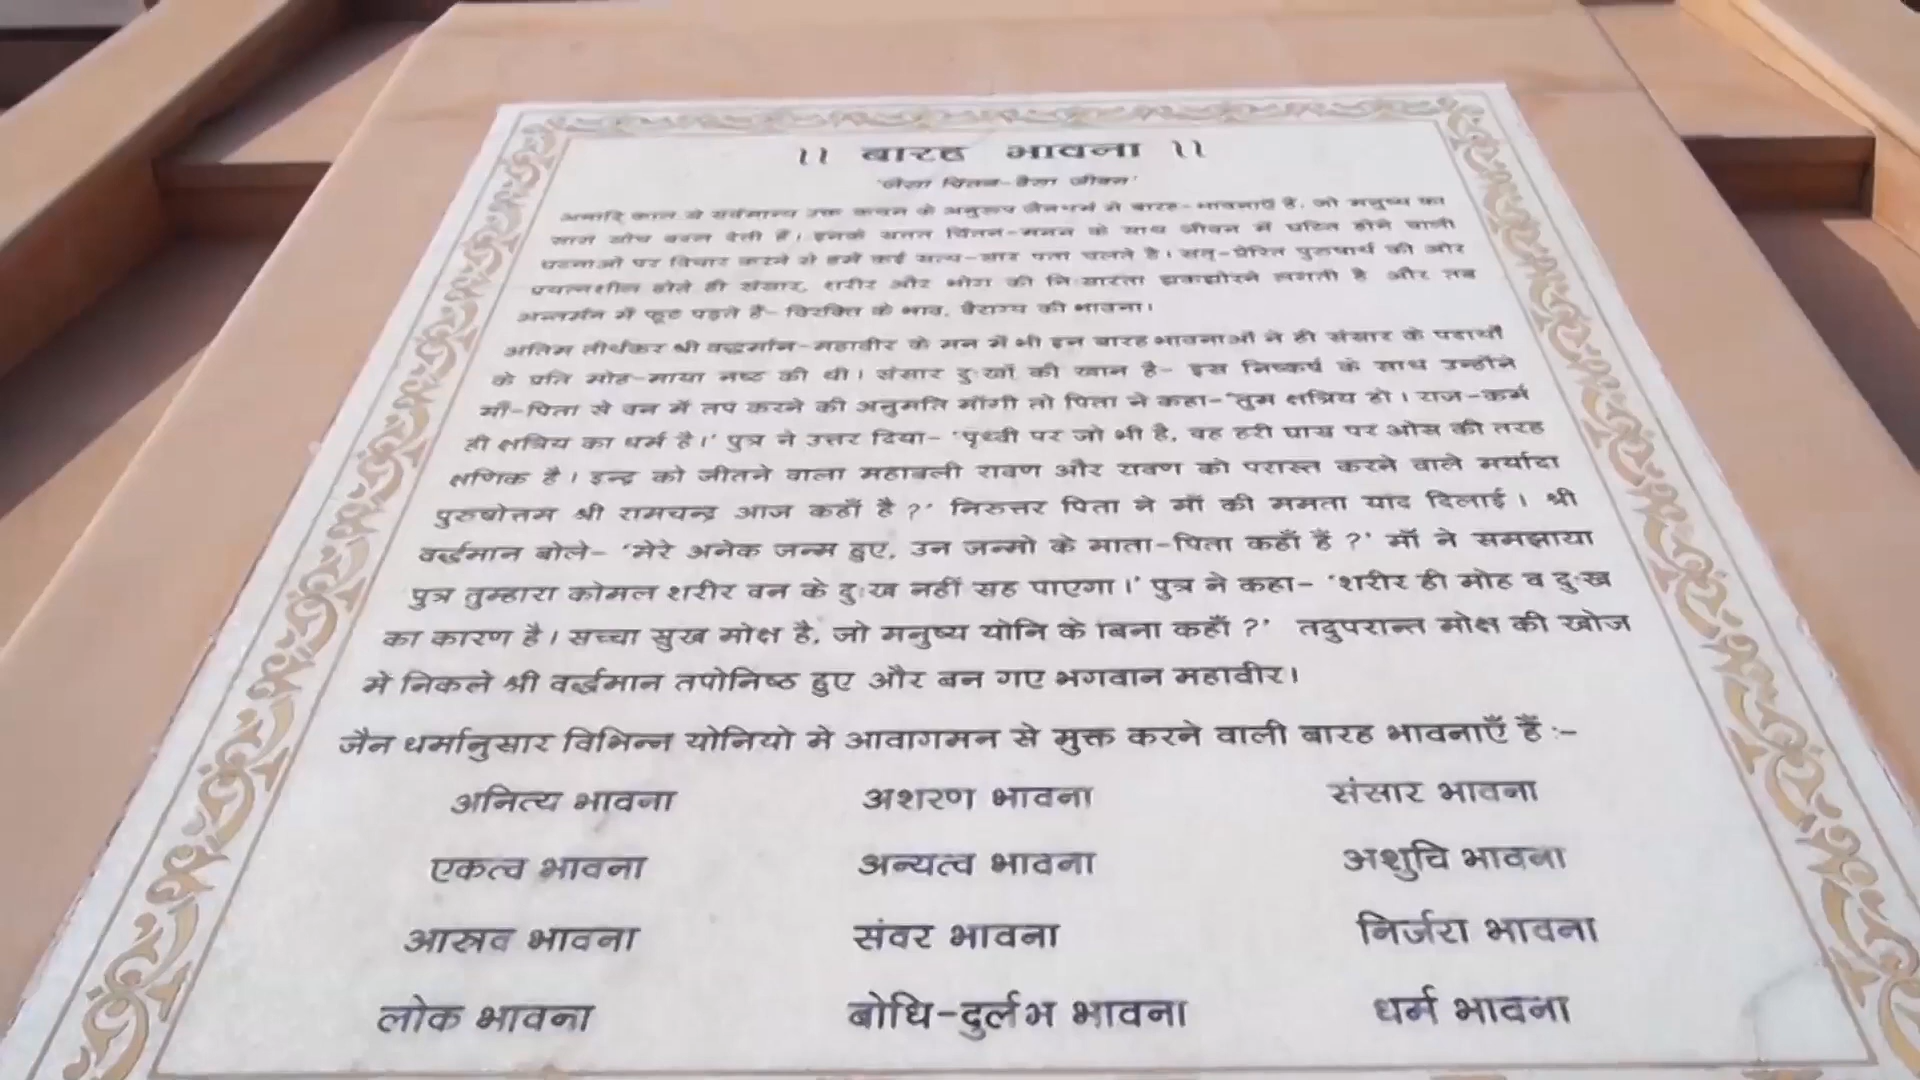 ।। बारह भावना ।।
'जैसा चिंतन-वैसा जीवन'
अनादि काल से सर्वमान्य उक्त कथन के अनुरूप जैनधर्म में बारह-भावनाएँ हैं, जो मनुष्य का
सारा सोच बदल देती हैं। इनके सतत चिंतन-मनन के साथ जीवन में घटित होने वाली
घटनाओं पर विचार करने से हमें कई सत्य-सार पता चलते है। सत्-प्रेरित पुरुषार्थ की ओर
प्रयत्नशील होते ही संसार, शरीर और भोग की निःसारता झकझोरने लगती है और तब
अन्तर्मन में फूट पड़ते हैं- विरक्ति के भाव, वैराग्य की भावना।
अंतिम तीर्थंकर श्री वर्द्धमान-महावीर के मन में भी इन बारह भावनाओं ने ही संसार के पदार्थों
के प्रति मोह-माया नष्ट की थी। संसार दुःखों की खान है- इस निष्कर्ष के साथ उन्होंने
माँ-पिता से वन में तप करने की अनुमति माँगी तो पिता ने कहा-'तुम क्षत्रिय हो। राज-कर्म
ही क्षत्रिय का धर्म है।' पुत्र ने उत्तर दिया- 'पृथ्वी पर जो भी है, वह हरी घास पर ओस की तरह
क्षणिक है। इन्द्र को जीतने वाला महाबली रावण और रावण को परास्त करने वाले मर्यादा
पुरुषोत्तम श्री रामचन्द्र आज कहाँ है ?' निरुत्तर पिता ने माँ की ममता याद दिलाई। श्री
वर्द्धमान बोले- 'मेरे अनेक जन्म हुए, उन जन्मो के माता-पिता कहाँ हैं ?' माँ ने समझाया
पुत्र तुम्हारा कोमल शरीर वन के दुःख नहीं सह पाएगा।' पुत्र ने कहा- 'शरीर ही मोह व दुःख
का कारण है। सच्चा सुख मोक्ष है, जो मनुष्य योनि के बिना कहाँ ?' तदुपरान्त मोक्ष की खोज
में निकले श्री वर्द्धमान तपोनिष्ठ हुए और बन गए भगवान महावीर।
जैन धर्मानुसार विभिन्न योनियो मे आवागमन से मुक्त करने वाली बारह भावनाएँ हैं :-
अनित्य भावना अशरण भावना संसार भावना
एकत्व भावना अन्यत्व भावना अशुचि भावना
आस्रव भावना संवर भावना निर्जरा भावना
लोक भावना बोधि-दुर्लभ भावना धर्म भावना